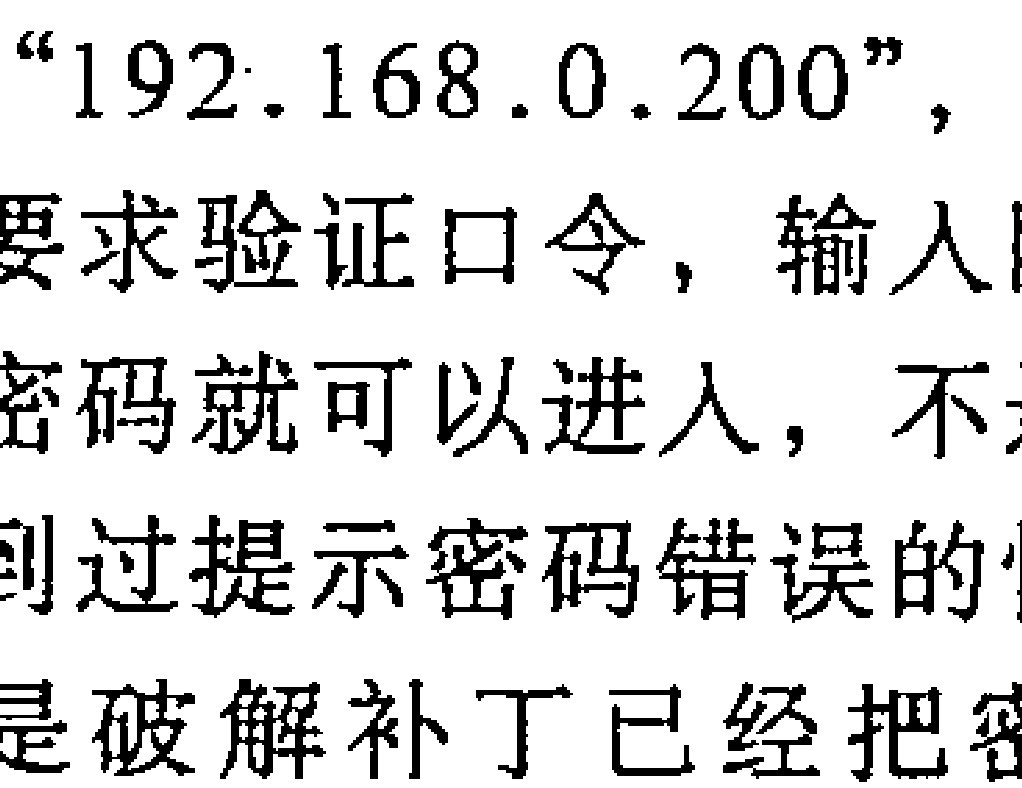 “192.168.0.200”,
要求验证口令，输入
密码就可以进入，不
到过提示密码错误的
是破解补丁已经把密